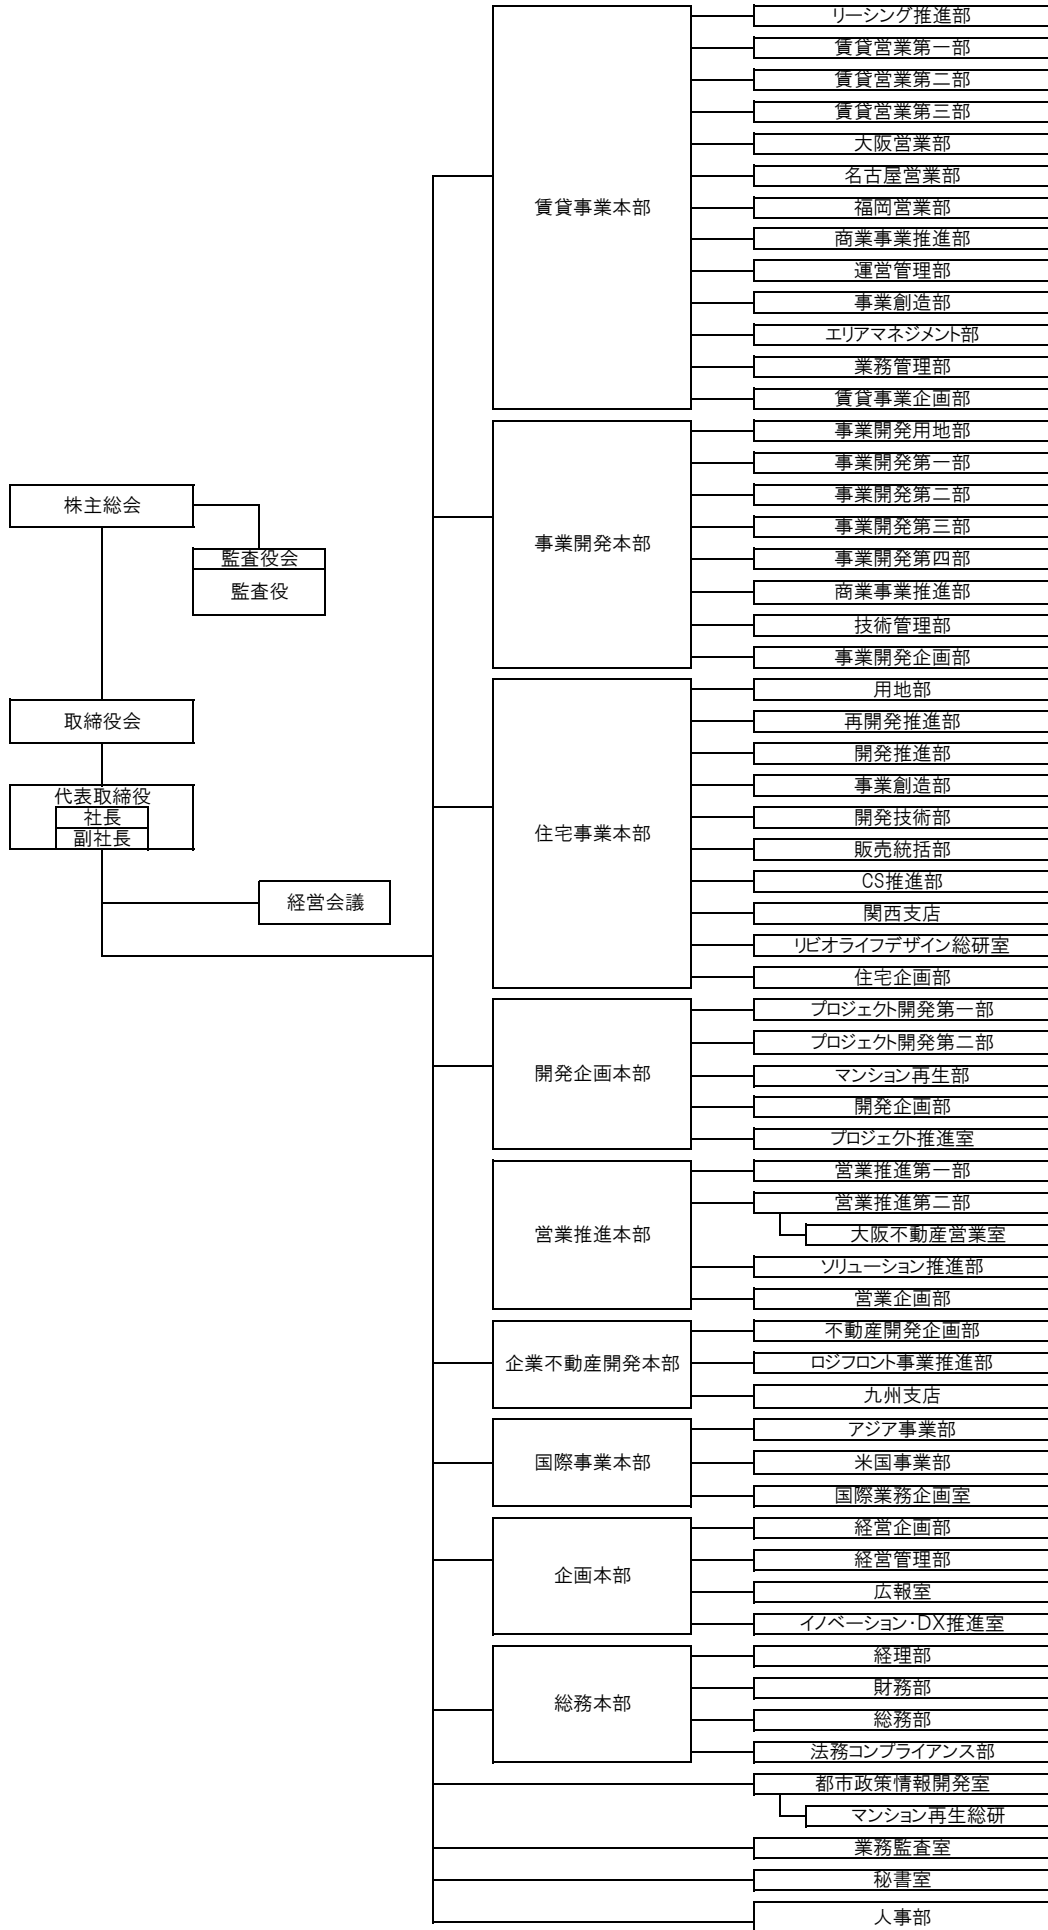 株主総会
監査役会
監査役
取締役会
代表取締役
社長
副社長
経営会議
賃貸事業本部
リーシング推進部
賃貸営業第一部
賃貸営業第二部
賃貸営業第三部
大阪営業部
名古屋営業部
福岡営業部
商業事業推進部
運営管理部
事業創造部
エリアマネジメント部
業務管理部
賃貸事業企画部
事業開発本部
事業開発用地部
事業開発第一部
事業開発第二部
事業開発第三部
事業開発第四部
商業事業推進部
技術管理部
事業開発企画部
住宅事業本部
用地部
再開発推進部
開発推進部
事業創造部
開発技術部
販売統括部
CS推進部
関西支店
リビオライフデザイン総研室
住宅企画部
開発企画本部
プロジェクト開発第一部
プロジェクト開発第二部
マンション再生部
開発企画部
プロジェクト推進室
営業推進本部
営業推進第一部
営業推進第二部
大阪不動産営業室
ソリューション推進部
営業企画部
企業不動産開発本部
不動産開発企画部
ロジフロント事業推進部
九州支店
国際事業本部
アジア事業部
米国事業部
国際業務企画室
企画本部
経営企画部
経営管理部
広報室
イノベーション・DX推進室
総務本部
経理部
財務部
総務部
法務コンプライアンス部
都市政策情報開発室
マンション再生総研
業務監査室
秘書室
人事部